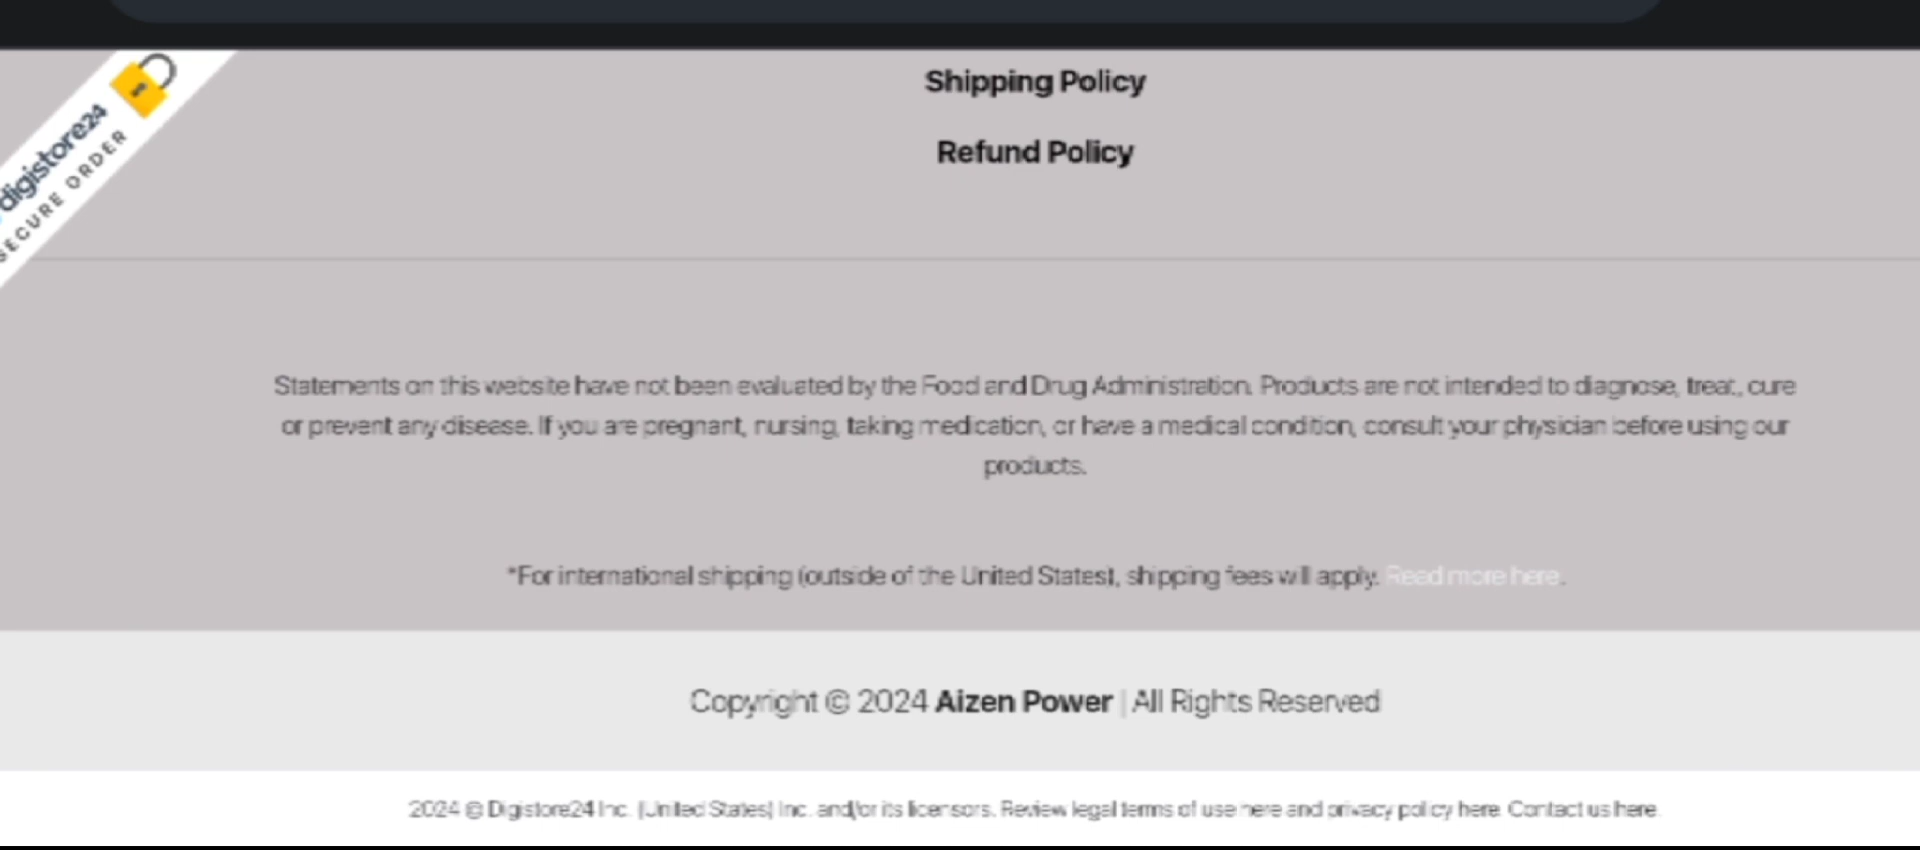 digistore24
SECURE ORDER
Shipping Policy
Refund Policy
Statements on this website have not been evaluated by the Food and Drug Administration. Products are not intended to diagnose, treat, cure
or prevent any disease. If you are pregnant, nursing, taking medication, or have a medical condition, consult your physician before using our
products.
*For international shipping (outside of the United States), shipping fees will apply. Read more here.
Copyright © 2024 Aizen Power | All Rights Reserved
2024 © Digistore24 Inc. (United States) Inc. and/or its licensors. Review legal terms of use here and privacy policy here. Contact us here.